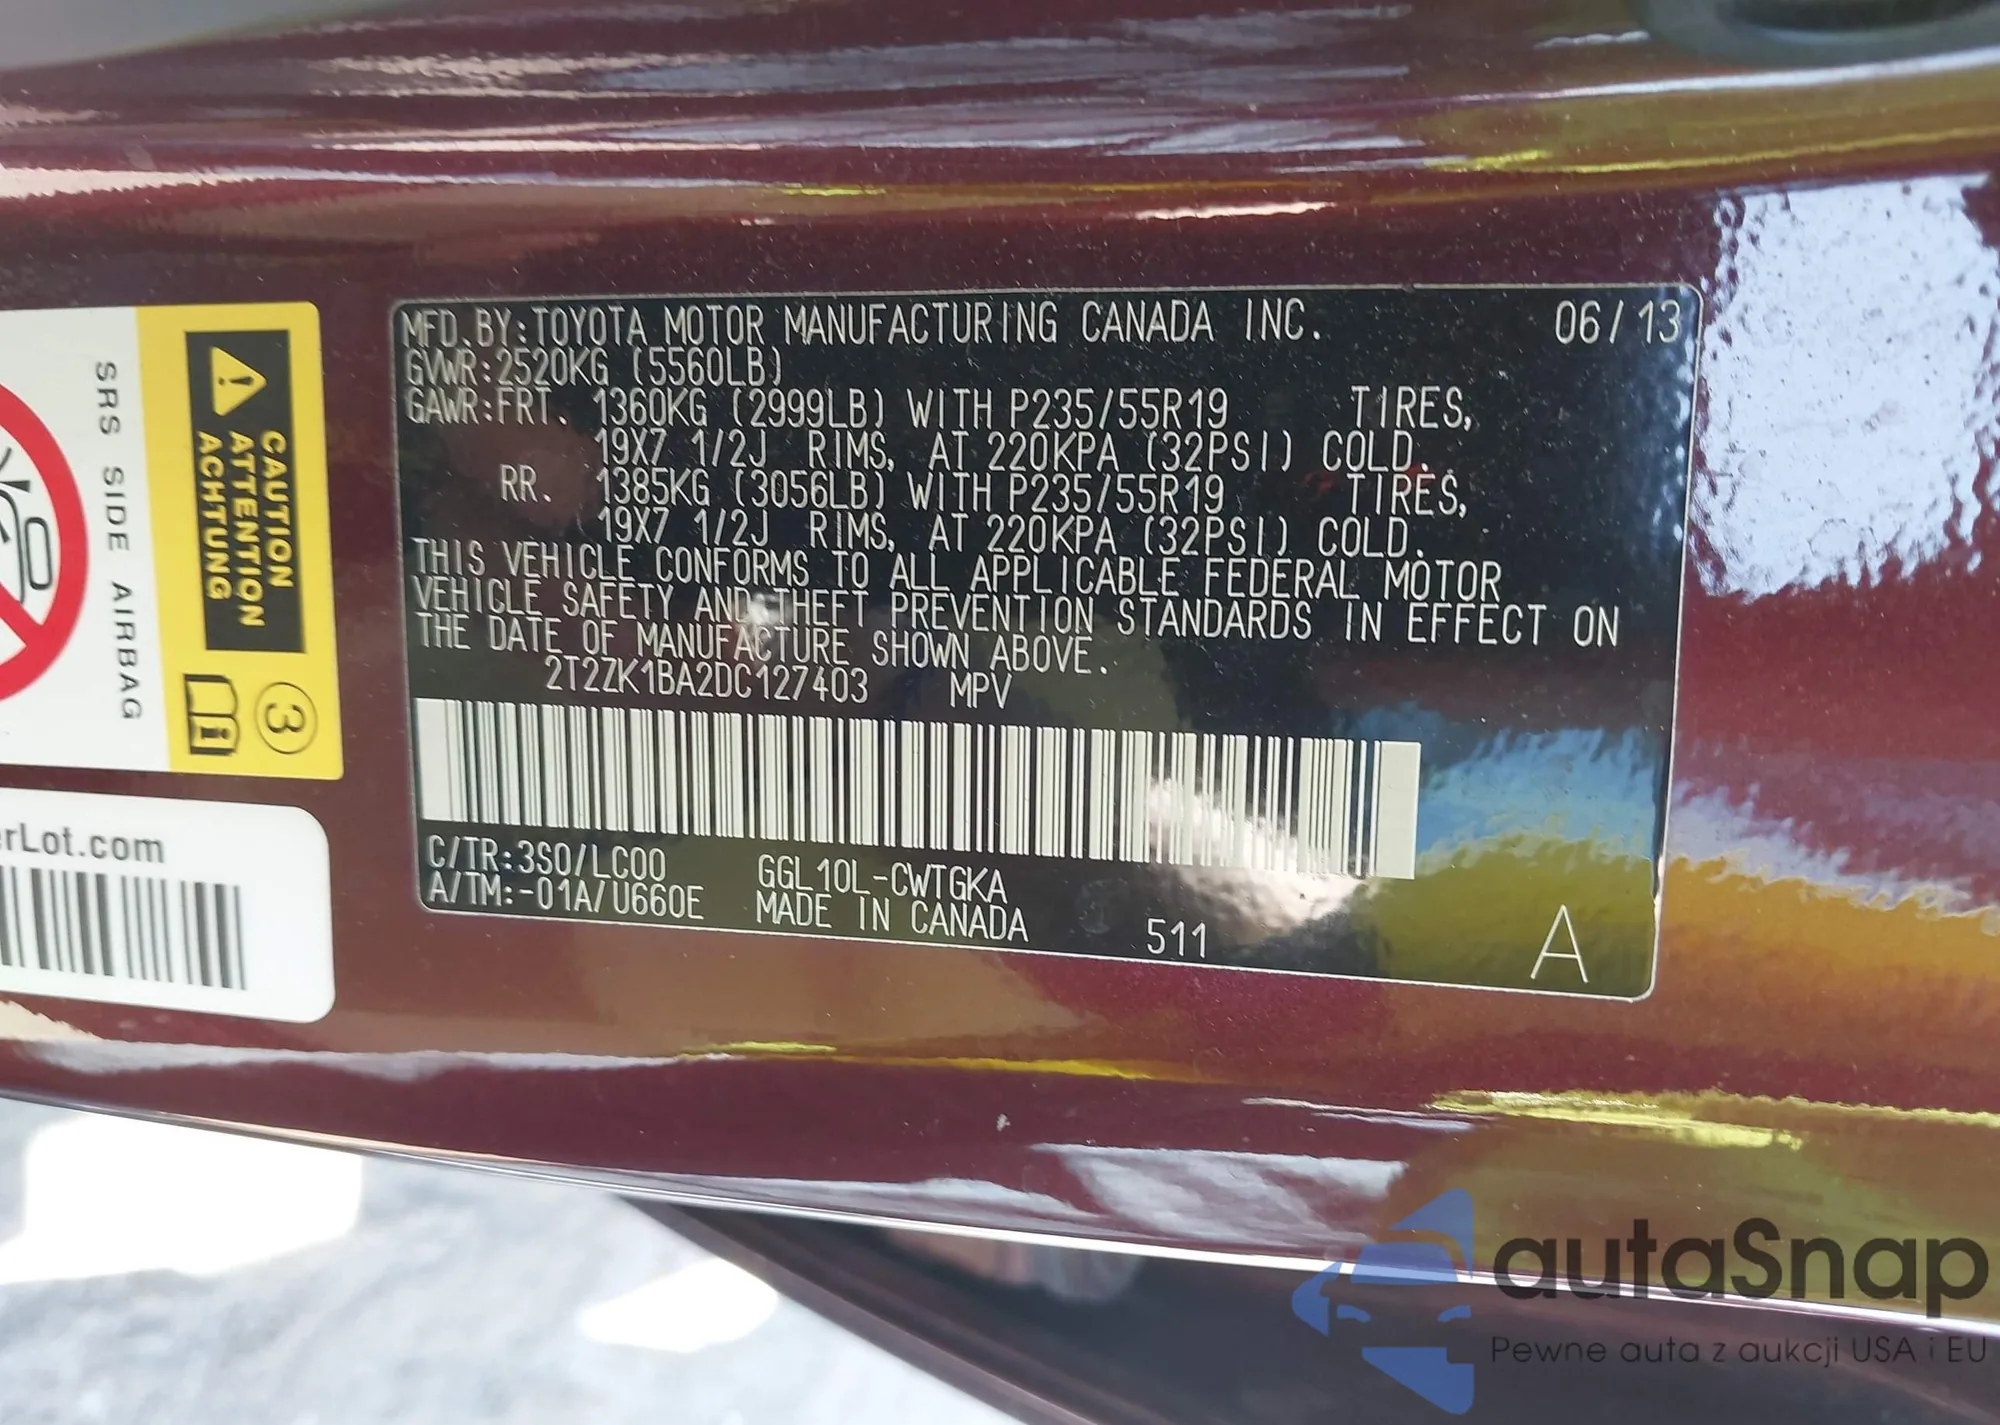 MFD.BY:TOYOTA MOTOR MANUFACTURING CANADA INC. 06/13
GVWR:2520KG (5560LB)
GAWR:FRT. 1360KG (2999LB) WITH P235/55R19 TIRES,
19X7 1/2J RIMS, AT 220KPA (32PSI) COLD.
RR. 1385KG (3056LB) WITH P235/55R19 TIRES,
19X7 1/2J RIMS, AT 220KPA (32PSI) COLD.
THIS VEHICLE CONFORMS TO ALL APPLICABLE FEDERAL MOTOR
VEHICLE SAFETY AND THEFT PREVENTION STANDARDS IN EFFECT ON
THE DATE OF MANUFACTURE SHOWN ABOVE.
2T2ZK1BA2DC127403 MPV
C/TR:3S0/LC00 GGL10L-CWTGKA
A/TM:-01A/U660E MADE IN CANADA 511 A
CAUTION
ATTENTION
ACHTUNG
3
SRS SIDE AIRBAG
erLot.com
autaSnap
Pewne auta z aukcji USA i EU